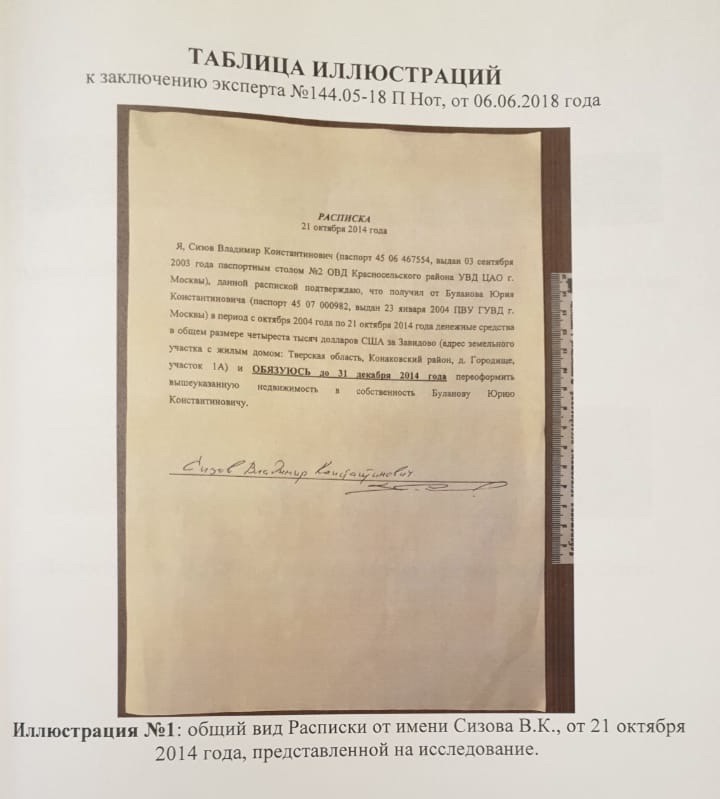 ТАБЛИЦА ИЛЛЮСТРАЦИЙ
к заключению эксперта №144.05-18 П Нот, от 06.06.2018 года
РАСПИСКА
21 октября 2014 года
Я, Сизов Владимир Константинович (паспорт 45 06 467554, выдан 03 сентября
2003 года паспортным столом №2 ОВД Красносельского района УВД ЦАО г.
Москвы), данной распиской подтверждаю, что получил от Буланова Юрия
Константиновича (паспорт 45 07 000982, выдан 23 января 2004 ПВУ ГУВД г.
Москвы) в период с октября 2004 года по 21 октября 2014 года денежные средства
в общем размере четыреста тысяч долларов США за Завидово (адрес земельного
участка с жилым домом: Тверская область, Конаковский район, д. Городище,
участок 1А) и ОБЯЗУЮСЬ до 31 декабря 2014 года переоформить
вышеуказанную недвижимость в собственность Буланову Юрию
Константиновичу.
Сизов Владимир Константинович
Иллюстрация №1: общий вид Расписки от имени Сизова В.К., от 21 октября
2014 года, представленной на исследование.